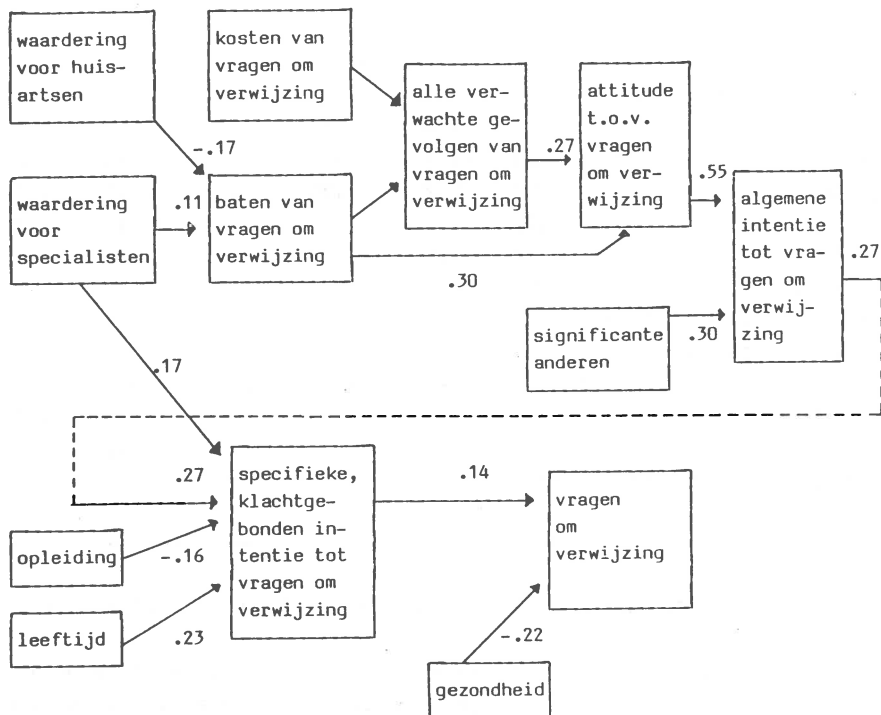 waardering
voor huis-
artsen
kosten van
vragen om
verwijzing
alle ver-
wachte ge-
volgen van
vragen om
verwijzing
attitude
t.o.v.
vragen
om ver-
wijzing
-.17
.27
.55
waardering
voor
specialisten
.11
baten van
vragen om
verwijzing
.30
algemene
intentie
tot vra-
gen om
verwij-
zing
.27
significante
anderen
.30
.17
.27
specifieke,
klachtge-
bonden in-
tentie tot
vragen om
verwijzing
.14
vragen
om
verwijzing
opleiding
-.16
leeftijd
.23
-.22
gezondheid